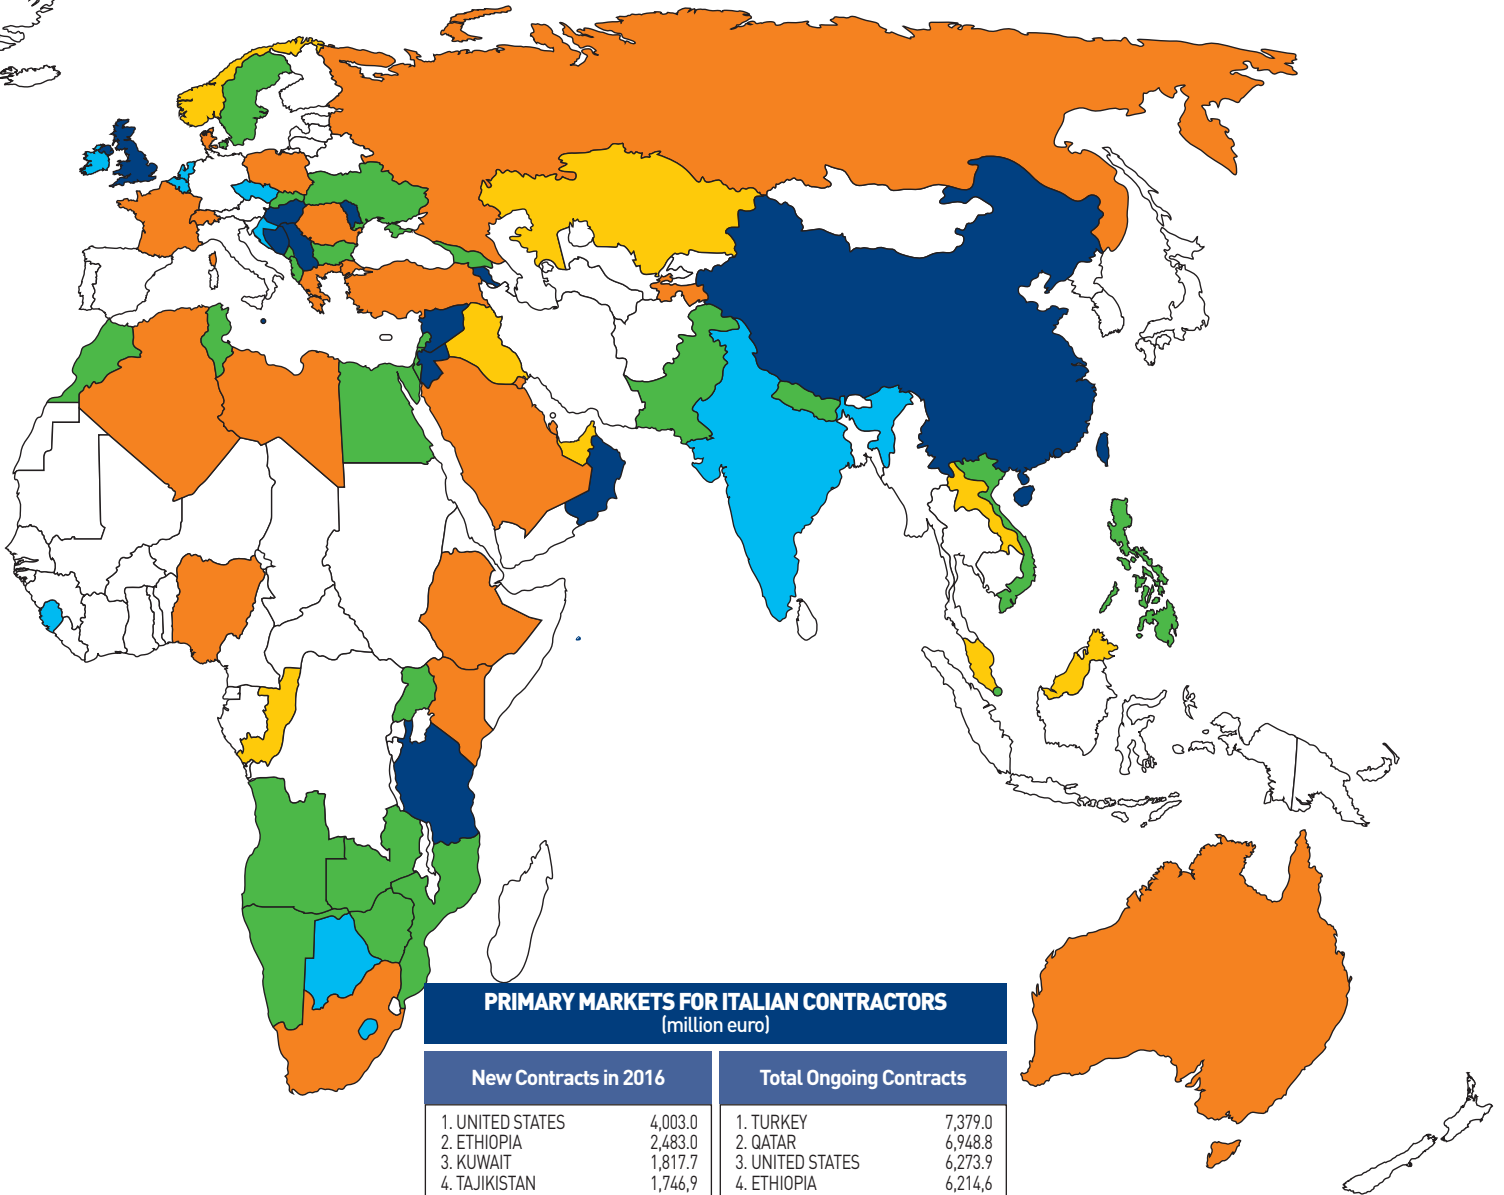 PRIMARY MARKETS FOR ITALIAN CONTRACTORS
(million euro)
New Contracts in 2016
1. UNITED STATES 4,003.0
2. ETHIOPIA 2,483.0
3. KUWAIT 1,817.7
4. TAJIKISTAN 1,746,9
Total Ongoing Contracts
1. TURKEY 7,379.0
2. QATAR 6,948.8
3. UNITED STATES 6,273.9
4. ETHIOPIA 6,214,6